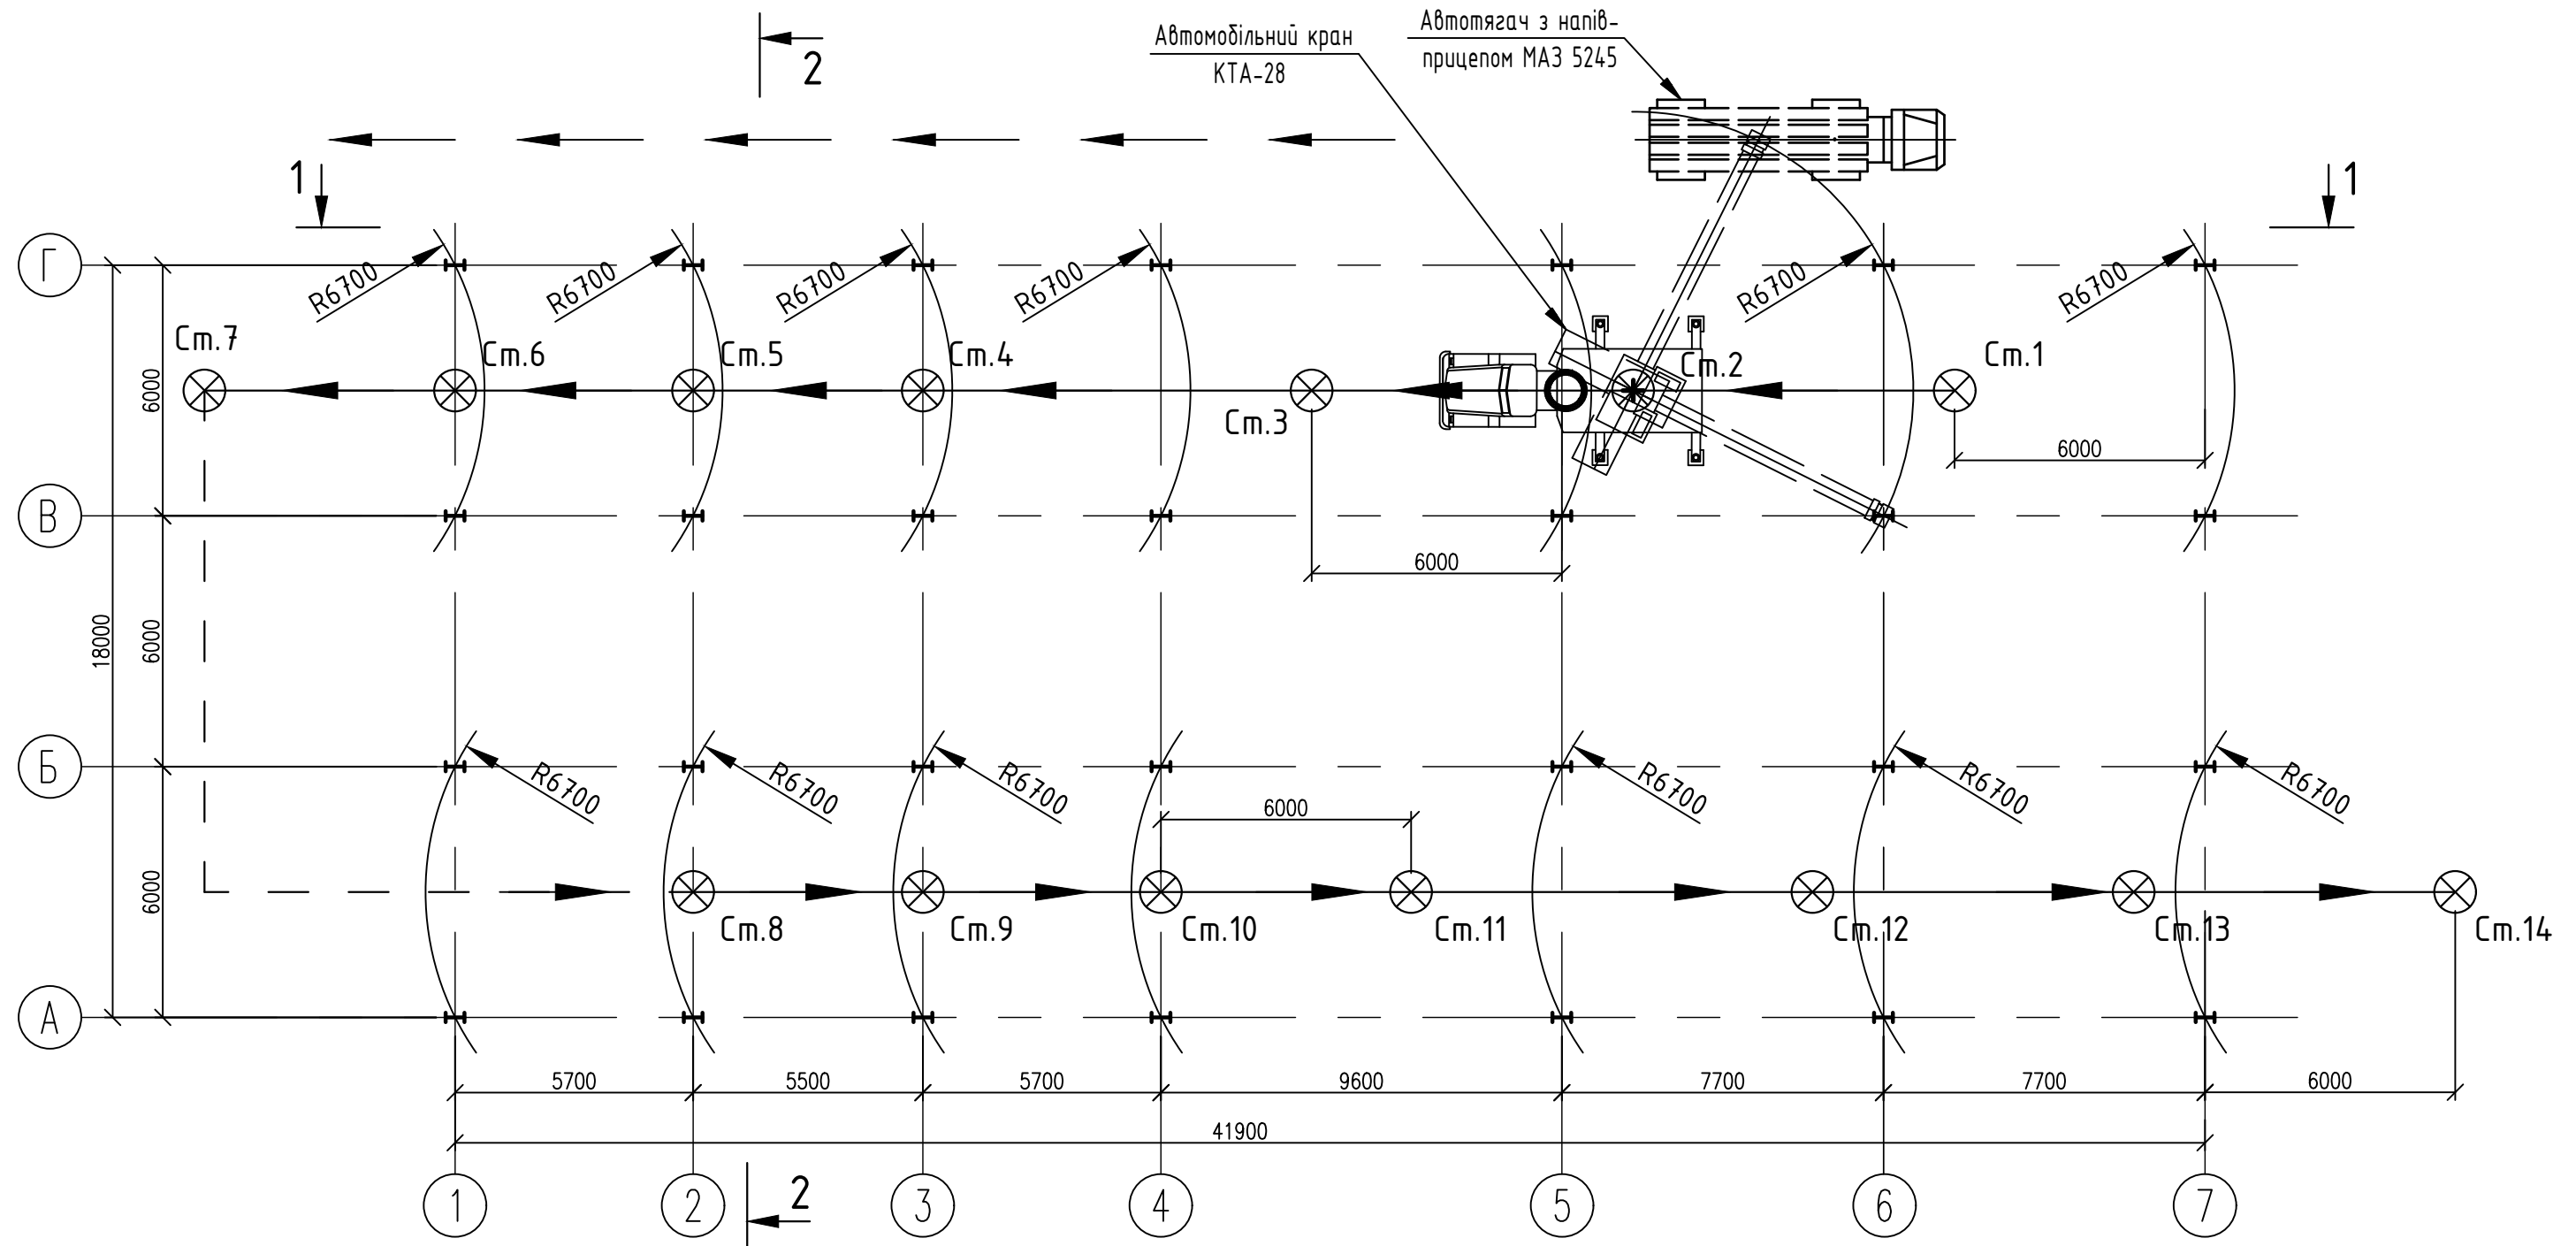 Автомобільний кран
КТА-28
Автотягач з напів-
прицепом МАЗ 5245
2
1
1
Г
R6700
R6700
R6700
R6700
R6700
R6700
Ст.7
Ст.6
Ст.5
Ст.4
Ст.3
Ст.2
Ст.1
6000
6000
6000
В
18000
6000
Б
R6700
R6700
R6700
R6700
R6700
R6700
6000
6000
Ст.8
Ст.9
Ст.10
Ст.11
Ст.12
Ст.13
Ст.14
А
5700
5500
5700
9600
7700
7700
6000
41900
2
1
2
3
4
5
6
7